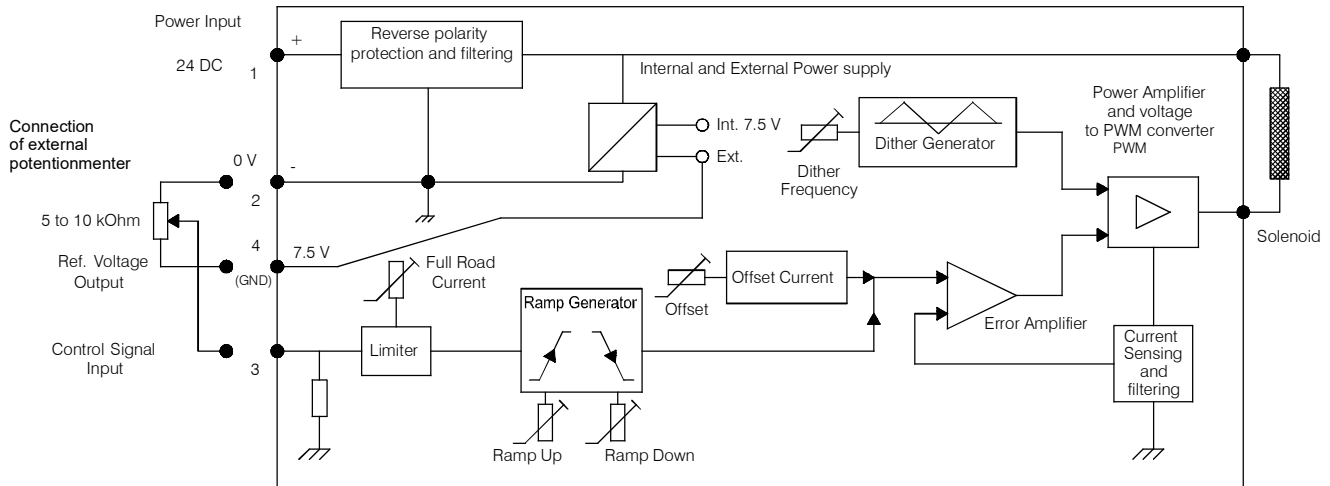 Power Input
+
24 DC
1
Reverse polarity
protection and filtering
Internal and External Power supply
Power Amplifier
and voltage
to PWM converter
PWM
Int. 7.5 V
Ext.
Dither Generator
Dither
Frequency
Connection
of external
potentionmenter
0 V
-
2
5 to 10 kOhm
4
7.5 V
Ref. Voltage
Output
(GND)
Full Road
Current
Offset Current
Offset
Solenoid
Ramp Generator
Error Amplifier
Control Signal
Input
3
Limiter
Current
Sensing
and
filtering
Ramp Up
Ramp Down